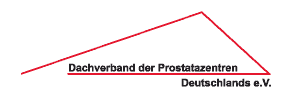 Dachverband der Prostatazentren
Deutschlands e.V.